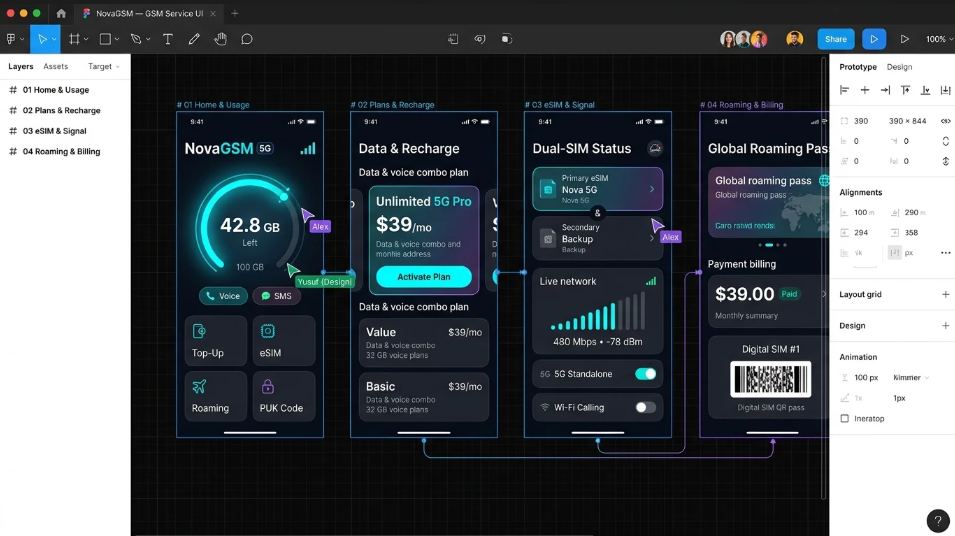 NovaGSM — GSM Service UI
Share
100%
Layers
Assets
Target
01 Home & Usage
02 Plans & Recharge
03 eSIM & Signal
04 Roaming & Billing
# 01 Home & Usage
9:41
NovaGSM 5G
42.8 GB
Left
100 GB
Alex
Yusuf (Design)
Voice
SMS
Top-Up
eSIM
Roaming
PUK Code
# 02 Plans & Recharge
9:41
Data & Recharge
Data & voice combo plan
Unlimited 5G Pro
$39/mo
Data & voice combo and
montile address
Activate Plan
Data & voice combo plan
Value
$39/mo
Data & voice combo
32 GB voice plans
Basic
$39/mo
Data & voice combo
32 GB voice plans
# 03 eSIM & Signal
9:41
Dual-SIM Status
Primary eSIM
Nova 5G
Nove 5G
&
Secondary
Backup
Backup
Alex
Live network
480 Mbps • -78 dBm
5G 5G Standalone
Wi-Fi Calling
# 04 Roaming & Billing
9:41
Global Roaming Pass
Global roaming pass
Global roaming pass
Garo ratwd rends!
Payment billing
$39.00
Paid
Monthly summary
Digital SIM #1
Digital SIM QR pass
Prototype
Design
390
390 × 844
0
0
0
0
Alignments
100
290
294
358
px
Layout grid
Design
Animation
100 px
Kimmer
1x
1px
Ineratop
?